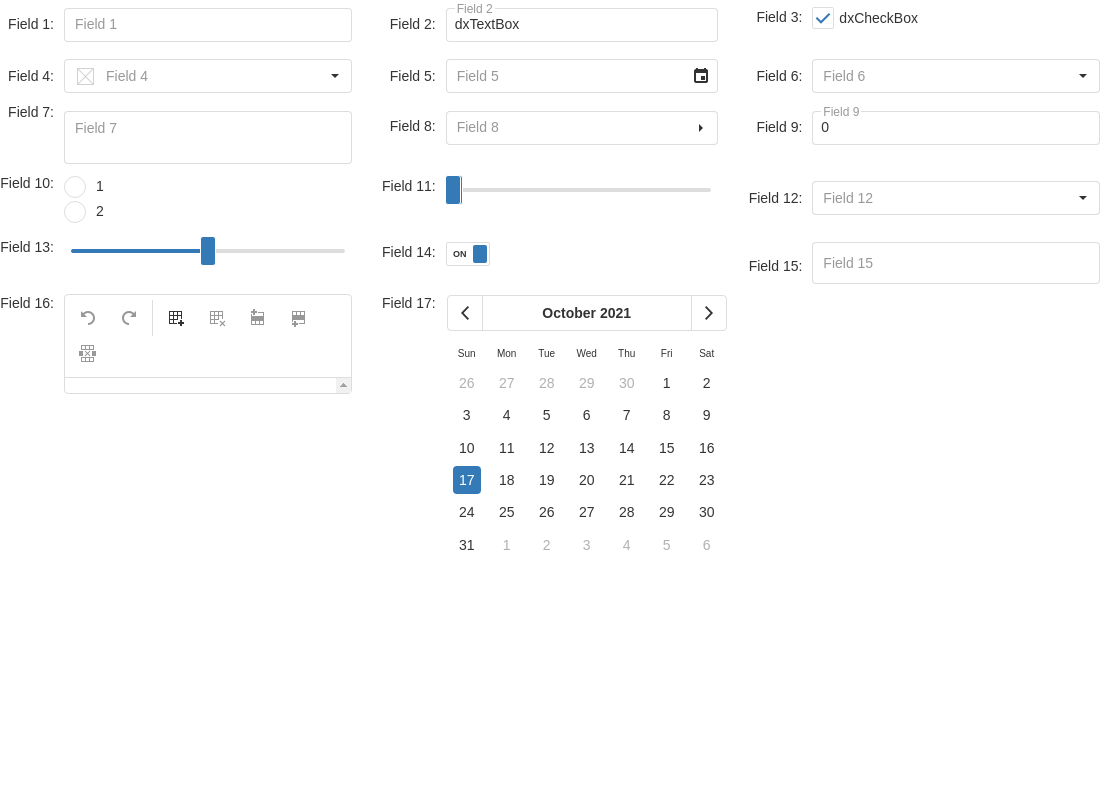 Field 1: Field 1
Field 2: Field 2
dxTextBox
Field 3: dxCheckBox
Field 4: Field 4
Field 5: Field 5
Field 6: Field 6
Field 7: Field 7
Field 8: Field 8
Field 9: Field 9
0
Field 10: 1
2
Field 11:
Field 12: Field 12
Field 13:
Field 14: ON
Field 15: Field 15
Field 16:
Field 17: October 2021
Sun Mon Tue Wed Thu Fri Sat
26 27 28 29 30 1 2
3 4 5 6 7 8 9
10 11 12 13 14 15 16
17 18 19 20 21 22 23
24 25 26 27 28 29 30
31 1 2 3 4 5 6